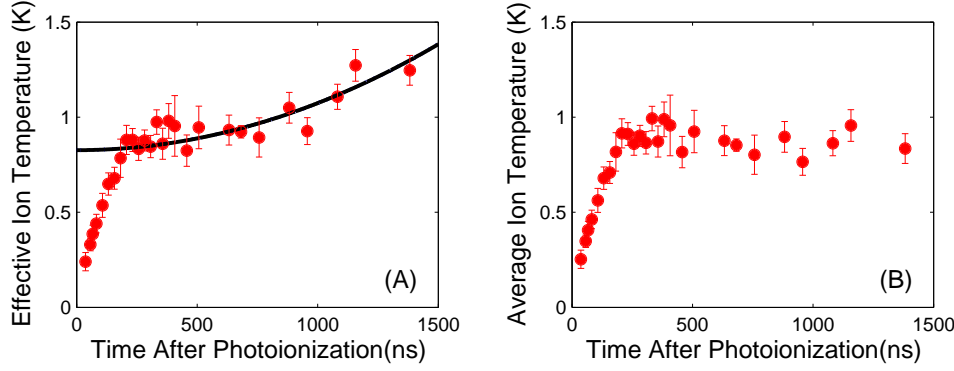 Effective Ion Temperature (K)
1.5
1
0.5
0
0
500
1000
1500
(A)
Time After Photoionization(ns)
Average Ion Temperature (K)
1.5
1
0.5
0
0
500
1000
1500
(B)
Time After Photoionization(ns)